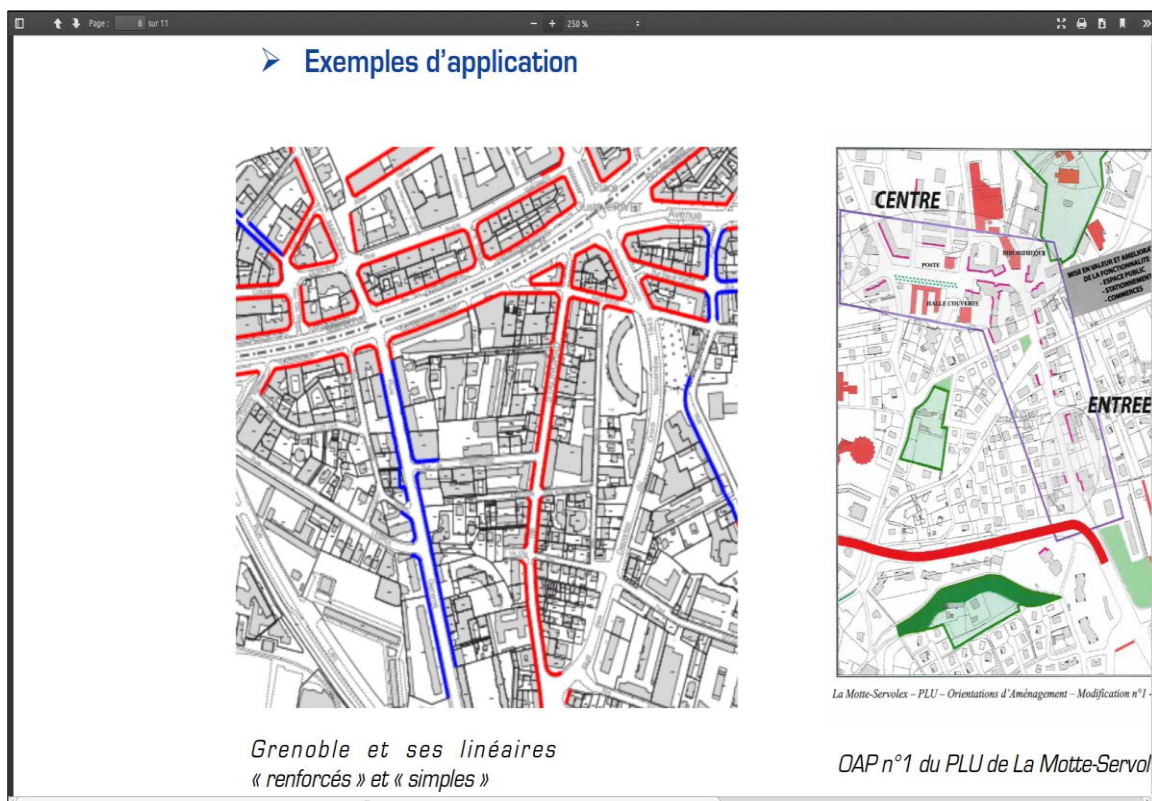 Page : 6 sur 11
− + 250 %
➤ Exemples d'application
Avenue
CENTRE
POSTE
BIBLIOTHEQUE
HALLE COUVERTE
MISE EN VALEUR ET AMELIORAT
DE LA FONCTIONNALITE
- ESPACE PUBLIC
- STATIONNEMENT
- COMMERCES
ENTREE
La Motte-Servolex – PLU – Orientations d'Aménagement – Modification n°1 -
Grenoble et ses linéaires
« renforcés » et « simples »
OAP n°1 du PLU de La Motte-Servol